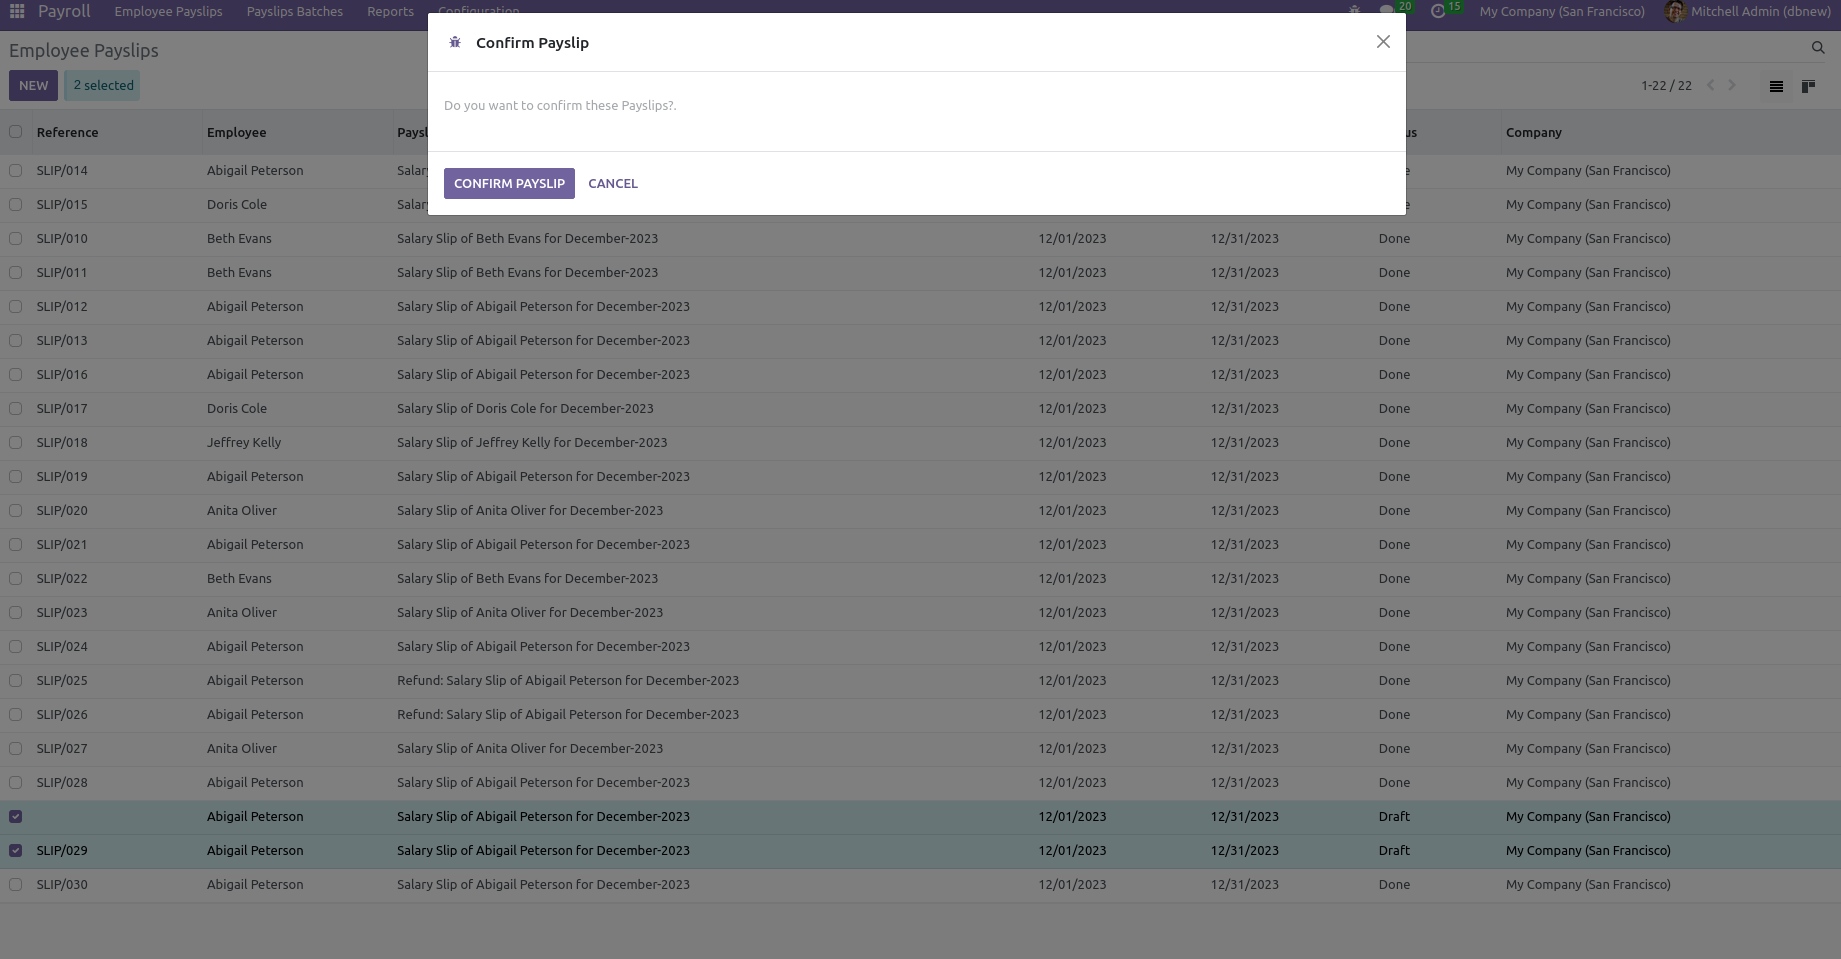 Payroll Employee Payslips Payslips Batches Reports Configuration 20 15 My Company (San Francisco) Mitchell Admin (dbnew)
Confirm Payslip
Employee Payslips
NEW 2 selected 1-22 / 22
Do you want to confirm these Payslips?.
Reference Employee Paysl us Company
CONFIRM PAYSLIP CANCEL
SLIP/014 Abigail Peterson Salary e My Company (San Francisco)
SLIP/015 Doris Cole Salary e My Company (San Francisco)
SLIP/010 Beth Evans Salary Slip of Beth Evans for December-2023 12/01/2023 12/31/2023 Done My Company (San Francisco)
SLIP/011 Beth Evans Salary Slip of Beth Evans for December-2023 12/01/2023 12/31/2023 Done My Company (San Francisco)
SLIP/012 Abigail Peterson Salary Slip of Abigail Peterson for December-2023 12/01/2023 12/31/2023 Done My Company (San Francisco)
SLIP/013 Abigail Peterson Salary Slip of Abigail Peterson for December-2023 12/01/2023 12/31/2023 Done My Company (San Francisco)
SLIP/016 Abigail Peterson Salary Slip of Abigail Peterson for December-2023 12/01/2023 12/31/2023 Done My Company (San Francisco)
SLIP/017 Doris Cole Salary Slip of Doris Cole for December-2023 12/01/2023 12/31/2023 Done My Company (San Francisco)
SLIP/018 Jeffrey Kelly Salary Slip of Jeffrey Kelly for December-2023 12/01/2023 12/31/2023 Done My Company (San Francisco)
SLIP/019 Abigail Peterson Salary Slip of Abigail Peterson for December-2023 12/01/2023 12/31/2023 Done My Company (San Francisco)
SLIP/020 Anita Oliver Salary Slip of Anita Oliver for December-2023 12/01/2023 12/31/2023 Done My Company (San Francisco)
SLIP/021 Abigail Peterson Salary Slip of Abigail Peterson for December-2023 12/01/2023 12/31/2023 Done My Company (San Francisco)
SLIP/022 Beth Evans Salary Slip of Beth Evans for December-2023 12/01/2023 12/31/2023 Done My Company (San Francisco)
SLIP/023 Anita Oliver Salary Slip of Anita Oliver for December-2023 12/01/2023 12/31/2023 Done My Company (San Francisco)
SLIP/024 Abigail Peterson Salary Slip of Abigail Peterson for December-2023 12/01/2023 12/31/2023 Done My Company (San Francisco)
SLIP/025 Abigail Peterson Refund: Salary Slip of Abigail Peterson for December-2023 12/01/2023 12/31/2023 Done My Company (San Francisco)
SLIP/026 Abigail Peterson Refund: Salary Slip of Abigail Peterson for December-2023 12/01/2023 12/31/2023 Done My Company (San Francisco)
SLIP/027 Anita Oliver Salary Slip of Anita Oliver for December-2023 12/01/2023 12/31/2023 Done My Company (San Francisco)
SLIP/028 Abigail Peterson Salary Slip of Abigail Peterson for December-2023 12/01/2023 12/31/2023 Done My Company (San Francisco)
Abigail Peterson Salary Slip of Abigail Peterson for December-2023 12/01/2023 12/31/2023 Draft My Company (San Francisco)
SLIP/029 Abigail Peterson Salary Slip of Abigail Peterson for December-2023 12/01/2023 12/31/2023 Draft My Company (San Francisco)
SLIP/030 Abigail Peterson Salary Slip of Abigail Peterson for December-2023 12/01/2023 12/31/2023 Done My Company (San Francisco)